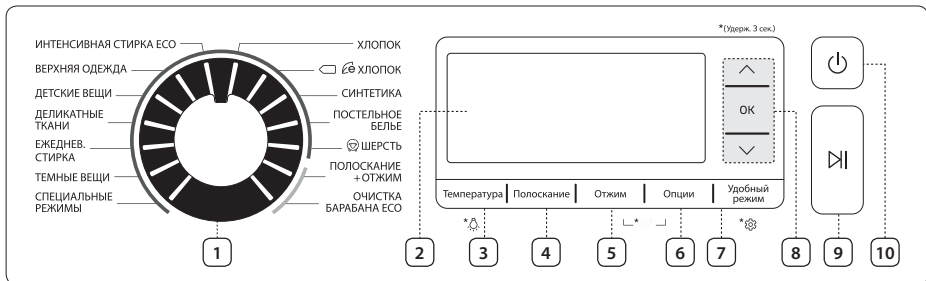 *(Удерж. 3 сек.)
ИНТЕНСИВНАЯ СТИРКА ECO
ВЕРХНЯЯ ОДЕЖДА
ДЕТСКИЕ ВЕЩИ
ДЕЛИКАТНЫЕ
ТКАНИ
ЕЖЕДНЕВ.
СТИРКА
ТЕМНЫЕ ВЕЩИ
СПЕЦИАЛЬНЫЕ
РЕЖИМЫ
ХЛОПОК
e ХЛОПОК
СИНТЕТИКА
ПОСТЕЛЬНОЕ
БЕЛЬЕ
ШЕРСТЬ
ПОЛОСКАНИЕ
+ОТЖИМ
ОЧИСТКА
БАРАБАНА ECO
OK
Температура
Полоскание
Отжим
Опции
Удобный
режим
* * *
1 2 3 4 5 6 7 8 9 10